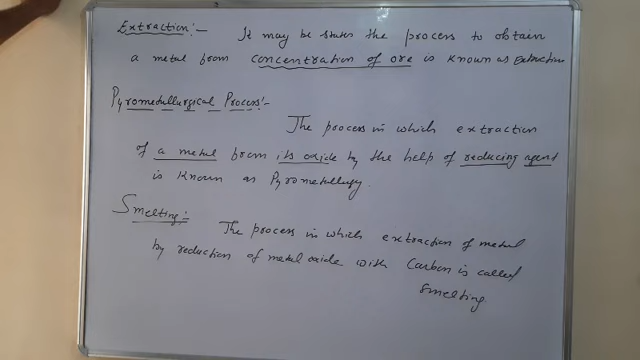 Extraction:- It may be states the process to obtain
a metal from concentration of ore is known as extraction
Pyrometallurgical Process:-
The process in which extraction
of a metal from its oxide by the help of reducing agent
is known as Pyrometallurgy.
Smelting:- The process in which extraction of metal
by reduction of metal oxide with Carbon is called
smelting.